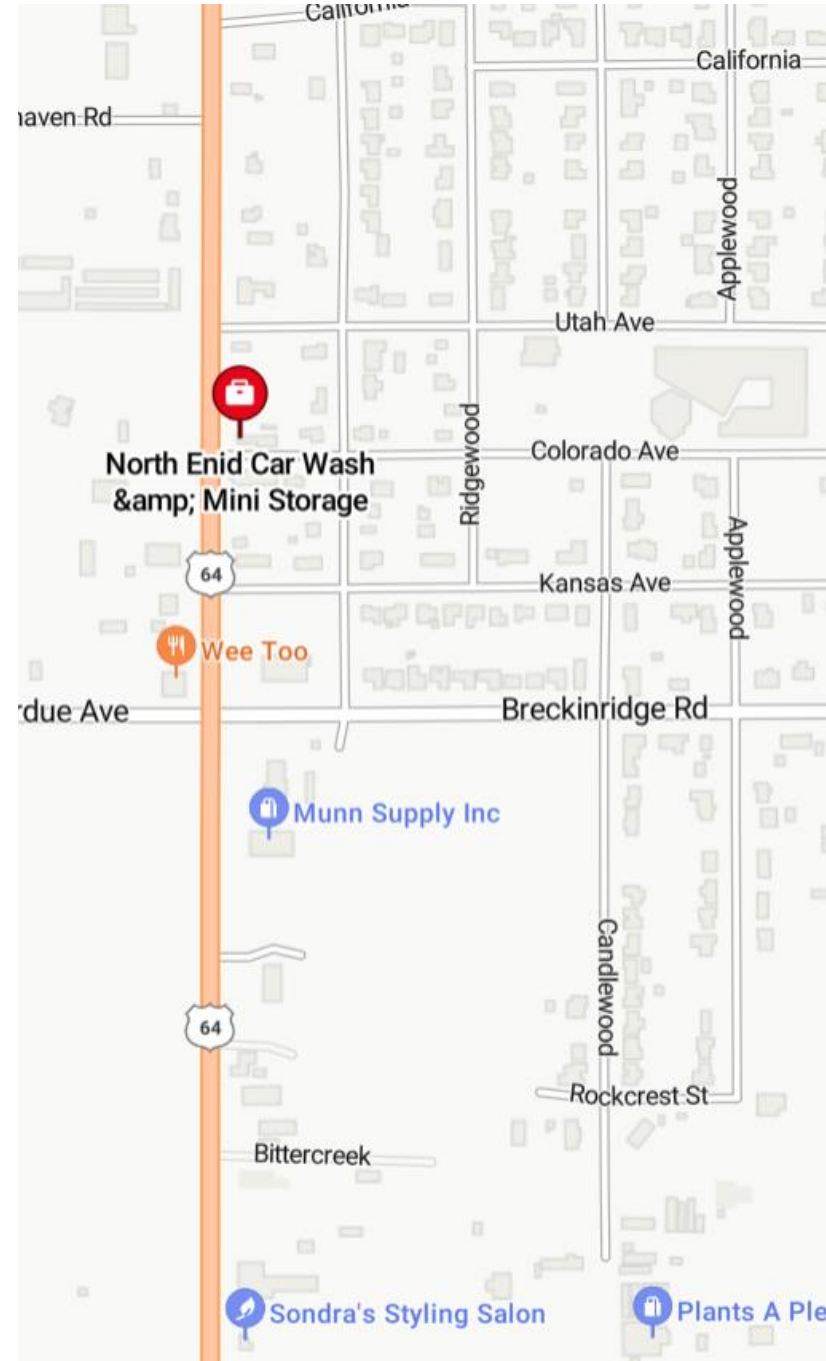 California
California
haven Rd
Applewood
Utah Ave
Ridgewood
Colorado Ave
North Enid Car Wash
&amp; Mini Storage
Applewood
64
Kansas Ave
Wee Too
rdue Ave
Breckinridge Rd
Munn Supply Inc
Candlewood
64
Rockcrest St
Bittercreek
Sondra's Styling Salon
Plants A Ple